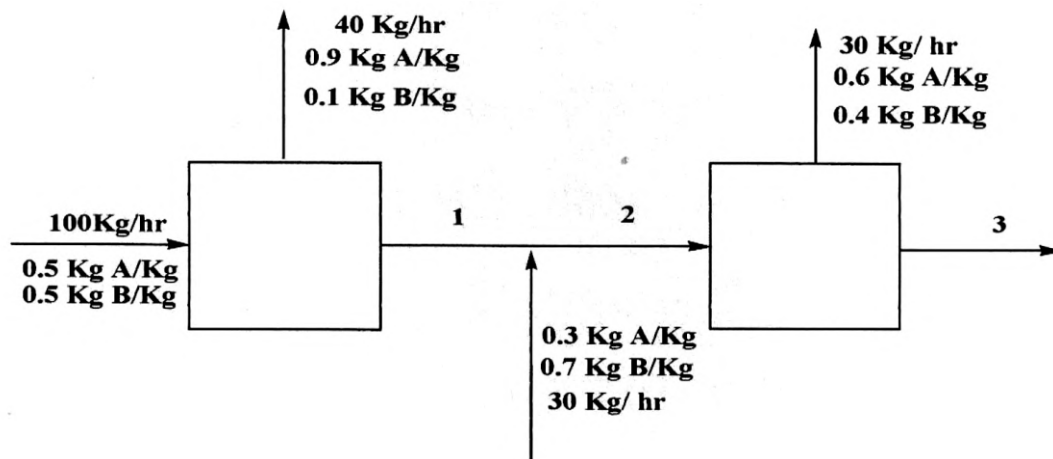 40 Kg/hr
0.9 Kg A/Kg
0.1 Kg B/Kg
30 Kg/ hr
0.6 Kg A/Kg
0.4 Kg B/Kg
100Kg/hr
0.5 Kg A/Kg
0.5 Kg B/Kg
1
2
3
0.3 Kg A/Kg
0.7 Kg B/Kg
30 Kg/ hr